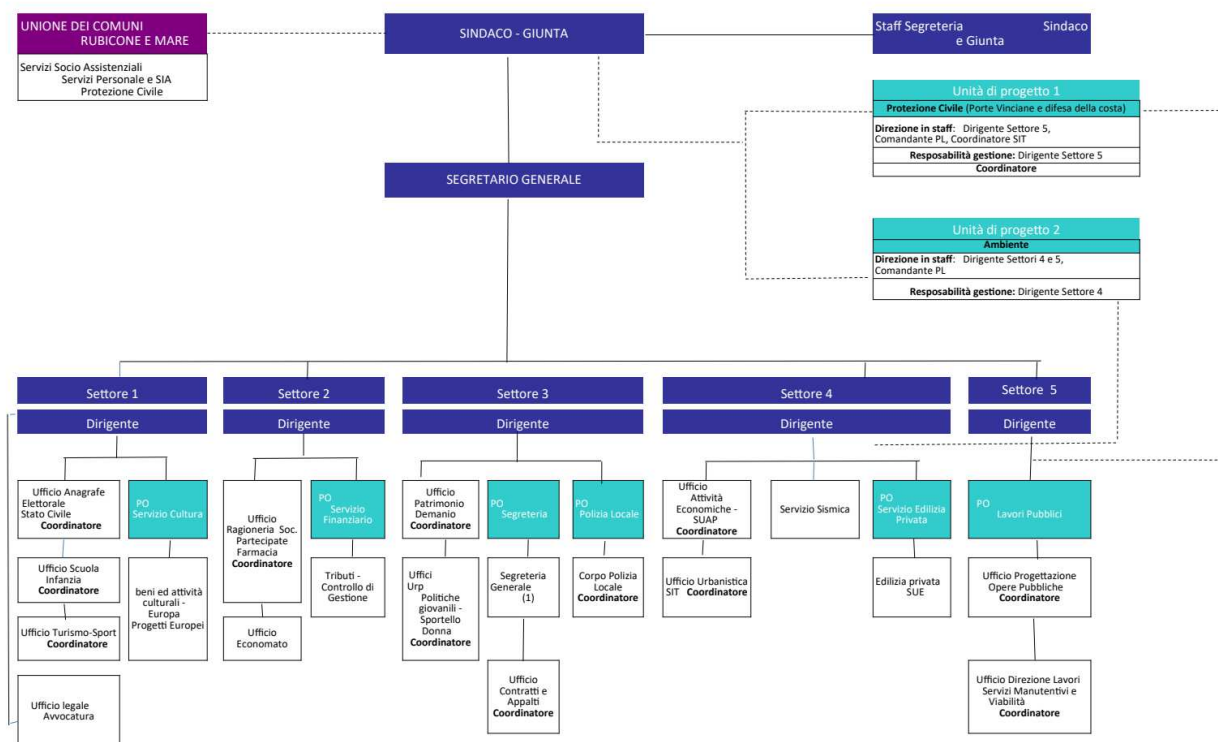 UNIONE DEI COMUNI
RUBICONE E MARE
Servizi Socio Assistenziali
Servizi Personale e SIA
Protezione Civile
SINDACO - GIUNTA
Staff Segreteria Sindaco
e Giunta
Unità di progetto 1
Protezione Civile (Porte Vinciane e difesa della costa)
Direzione in staff: Dirigente Settore 5,
Comandante PL, Coordinatore SIT
Resposabilità gestione: Dirigente Settore 5
Coordinatore
SEGRETARIO GENERALE
Unità di progetto 2
Ambiente
Direzione in staff: Dirigente Settori 4 e 5,
Comandante PL
Resposabilità gestione: Dirigente Settore 4
Settore 1
Dirigente
Ufficio Anagrafe
Elettorale
Stato Civile
Coordinatore
PO
Servizio Cultura
Ufficio Scuola
Infanzia
Coordinatore
beni ed attività
culturali -
Europa
Progetti Europei
Ufficio Turismo-Sport
Coordinatore
Ufficio legale
Avvocatura
Settore 2
Dirigente
Ufficio
Ragioneria Soc.
Partecipate
Farmacia
Coordinatore
PO
Servizio
Finanziario
Tributi -
Controllo di
Gestione
Ufficio
Economato
Settore 3
Dirigente
Ufficio
Patrimonio
Demanio
Coordinatore
PO
Segreteria
PO
Polizia Locale
Uffici
Urp
Politiche
giovanili -
Sportello
Donna
Coordinatore
Segreteria
Generale
(1)
Corpo Polizia
Locale
Coordinatore
Ufficio
Contratti e
Appalti
Coordinatore
Settore 4
Dirigente
Ufficio
Attività
Economiche -
SUAP
Coordinatore
Servizio Sismica
PO
Servizio Edilizia
Privata
Ufficio Urbanistica
SIT Coordinatore
Edilizia privata
SUE
Settore 5
Dirigente
PO
Lavori Pubblici
Ufficio Progettazione
Opere Pubbliche
Coordinatore
Ufficio Direzione Lavori
Servizi Manutentivi e
Viabilità
Coordinatore